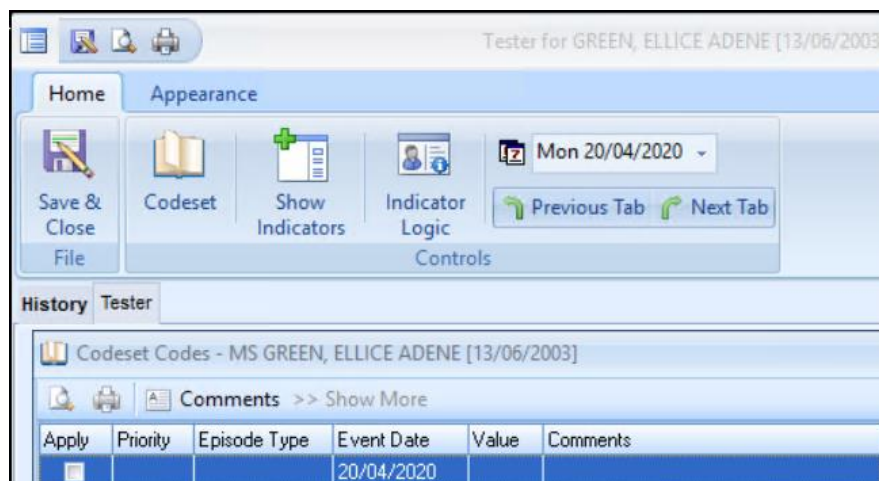 Tester for GREEN, ELLICE ADENE [13/06/2003
Home Appearance
Save & Close
Codeset
Show Indicators
Indicator Logic
7 Mon 20/04/2020
Previous Tab Next Tab
File Controls
History Tester
Codeset Codes - MS GREEN, ELLICE ADENE [13/06/2003]
Comments >> Show More
Apply Priority Episode Type Event Date Value Comments
20/04/2020